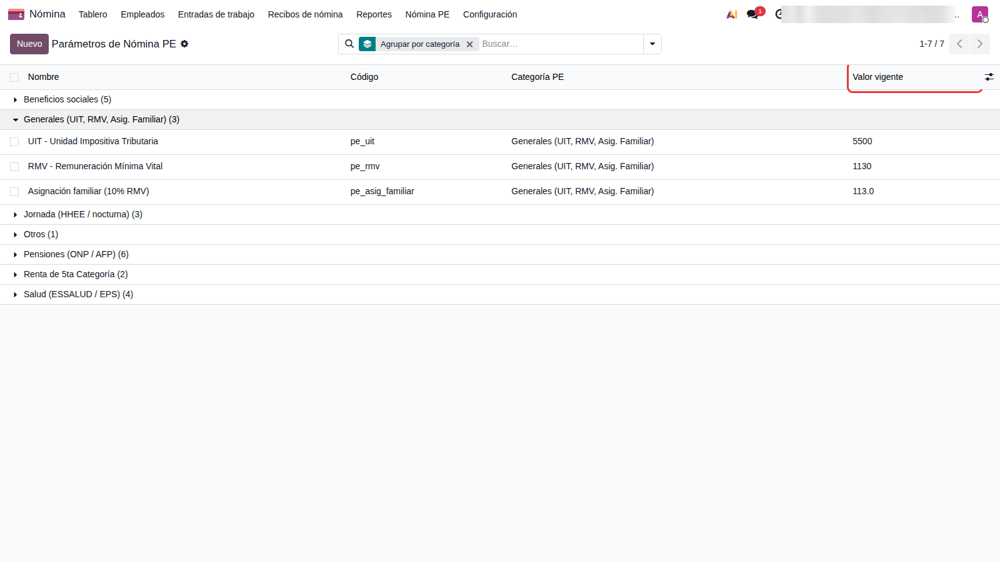 Nómina Tablero Empleados Entradas de trabajo Recibos de nómina Reportes Nómina PE Configuración AI 1 .. A
Nuevo Parámetros de Nómina PE Agrupar por categoría Buscar... 1-7 / 7
Nombre Código Categoría PE Valor vigente
Beneficios sociales (5)
Generales (UIT, RMV, Asig. Familiar) (3)
UIT - Unidad Impositiva Tributaria pe_uit Generales (UIT, RMV, Asig. Familiar) 5500
RMV - Remuneración Mínima Vital pe_rmv Generales (UIT, RMV, Asig. Familiar) 1130
Asignación familiar (10% RMV) pe_asig_familiar Generales (UIT, RMV, Asig. Familiar) 113.0
Jornada (HHEE / nocturna) (3)
Otros (1)
Pensiones (ONP / AFP) (6)
Renta de 5ta Categoría (2)
Salud (ESSALUD / EPS) (4)